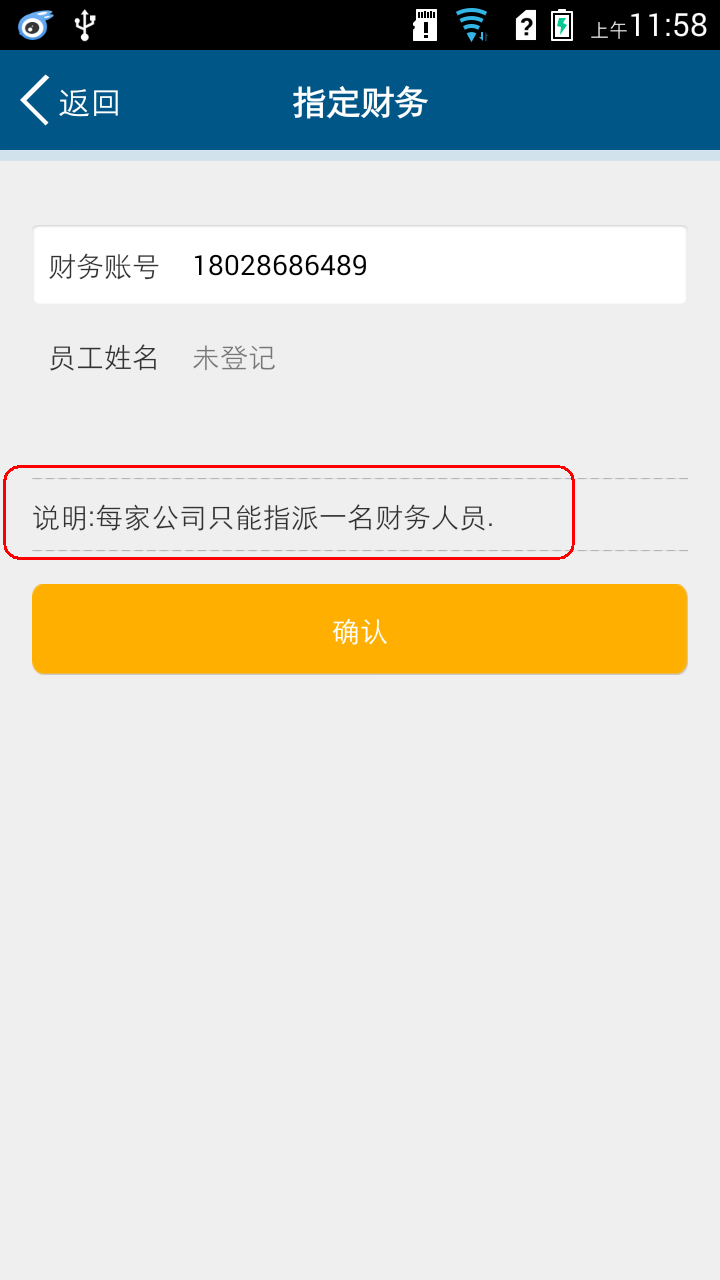 上午11:58
返回 指定财务
财务账号 18028686489
员工姓名 未登记
说明:每家公司只能指派一名财务人员.
确认